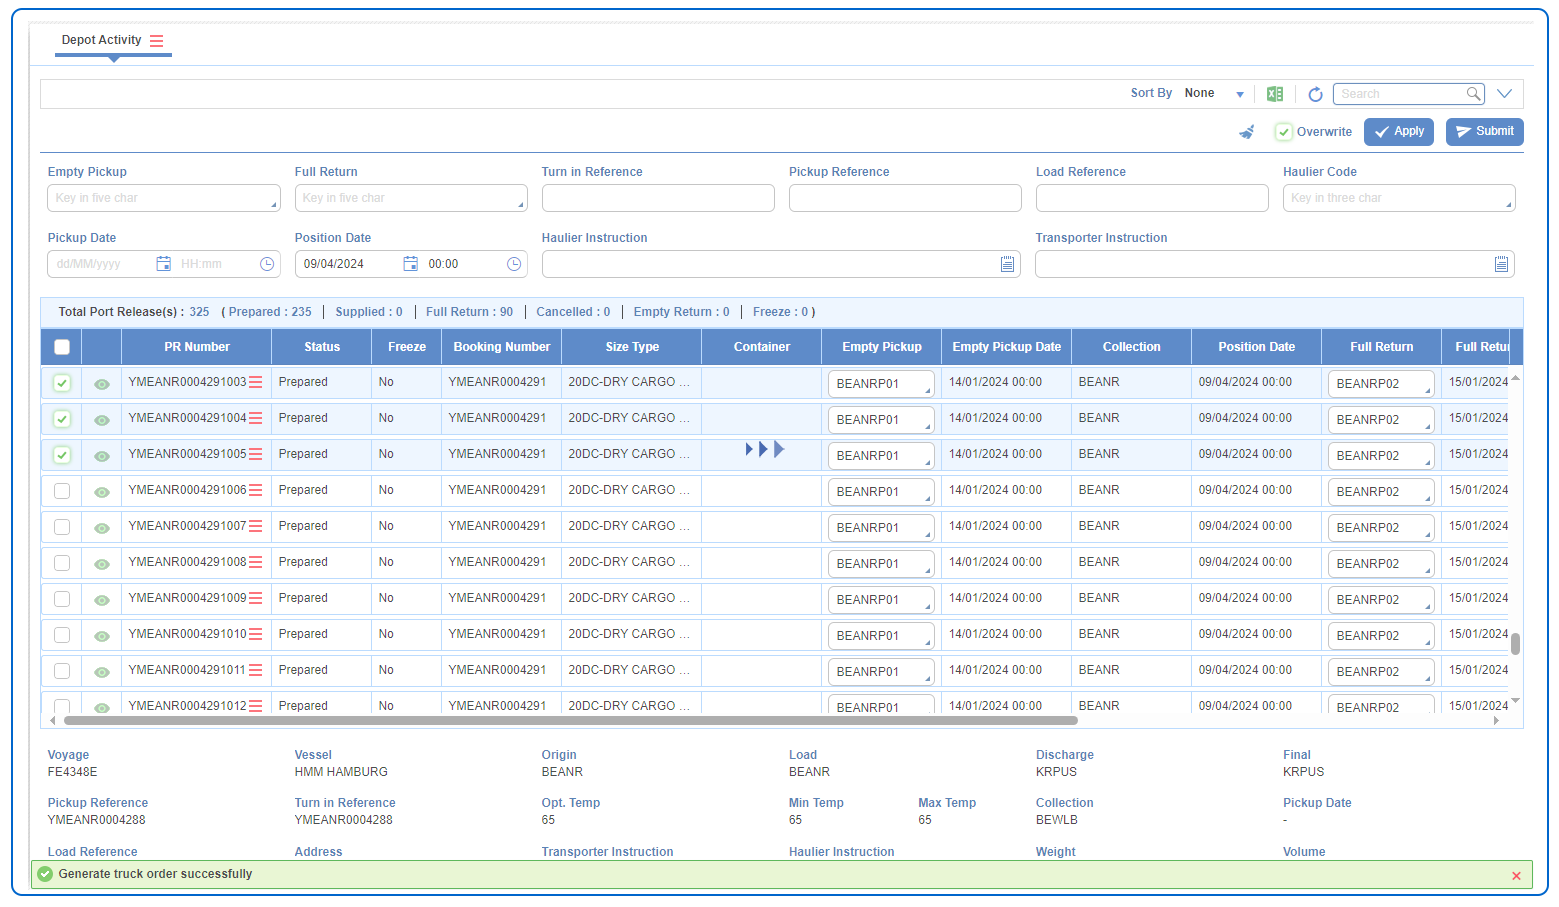 Depot Activity
Sort By None Search
Overwrite Apply Submit
Empty Pickup Full Return Turn in Reference Pickup Reference Load Reference Haulier Code
Key in five char Key in five char Key in three char
Pickup Date Position Date Haulier Instruction Transporter Instruction
dd/MM/yyyy HH:mm 09/04/2024 00:00
Total Port Release(s) : 325 ( Prepared : 235 | Supplied : 0 | Full Return : 90 | Cancelled : 0 | Empty Return : 0 | Freeze : 0 )
PR Number Status Freeze Booking Number Size Type Container Empty Pickup Empty Pickup Date Collection Position Date Full Return Full Retur
YMEANR0004291003 Prepared No YMEANR0004291 20DC-DRY CARGO ... BEANRP01 14/01/2024 00:00 BEANR 09/04/2024 00:00 BEANRP02 15/01/2024
YMEANR0004291004 Prepared No YMEANR0004291 20DC-DRY CARGO ... BEANRP01 14/01/2024 00:00 BEANR 09/04/2024 00:00 BEANRP02 15/01/2024
YMEANR0004291005 Prepared No YMEANR0004291 20DC-DRY CARGO ... BEANRP01 14/01/2024 00:00 BEANR 09/04/2024 00:00 BEANRP02 15/01/2024
YMEANR0004291006 Prepared No YMEANR0004291 20DC-DRY CARGO ... BEANRP01 14/01/2024 00:00 BEANR 09/04/2024 00:00 BEANRP02 15/01/2024
YMEANR0004291007 Prepared No YMEANR0004291 20DC-DRY CARGO ... BEANRP01 14/01/2024 00:00 BEANR 09/04/2024 00:00 BEANRP02 15/01/2024
YMEANR0004291008 Prepared No YMEANR0004291 20DC-DRY CARGO ... BEANRP01 14/01/2024 00:00 BEANR 09/04/2024 00:00 BEANRP02 15/01/2024
YMEANR0004291009 Prepared No YMEANR0004291 20DC-DRY CARGO ... BEANRP01 14/01/2024 00:00 BEANR 09/04/2024 00:00 BEANRP02 15/01/2024
YMEANR0004291010 Prepared No YMEANR0004291 20DC-DRY CARGO ... BEANRP01 14/01/2024 00:00 BEANR 09/04/2024 00:00 BEANRP02 15/01/2024
YMEANR0004291011 Prepared No YMEANR0004291 20DC-DRY CARGO ... BEANRP01 14/01/2024 00:00 BEANR 09/04/2024 00:00 BEANRP02 15/01/2024
YMEANR0004291012 Prepared No YMEANR0004291 20DC-DRY CARGO ... BEANRP01 14/01/2024 00:00 BEANR 09/04/2024 00:00 BEANRP02 15/01/2024
Voyage Vessel Origin Load Discharge Final
FE4348E HMM HAMBURG BEANR BEANR KRPUS KRPUS
Pickup Reference Turn in Reference Opt. Temp Min Temp Max Temp Collection Pickup Date
YMEANR0004288 YMEANR0004288 65 65 65 BEWLB -
Load Reference Address Transporter Instruction Haulier Instruction Weight Volume
Generate truck order successfully